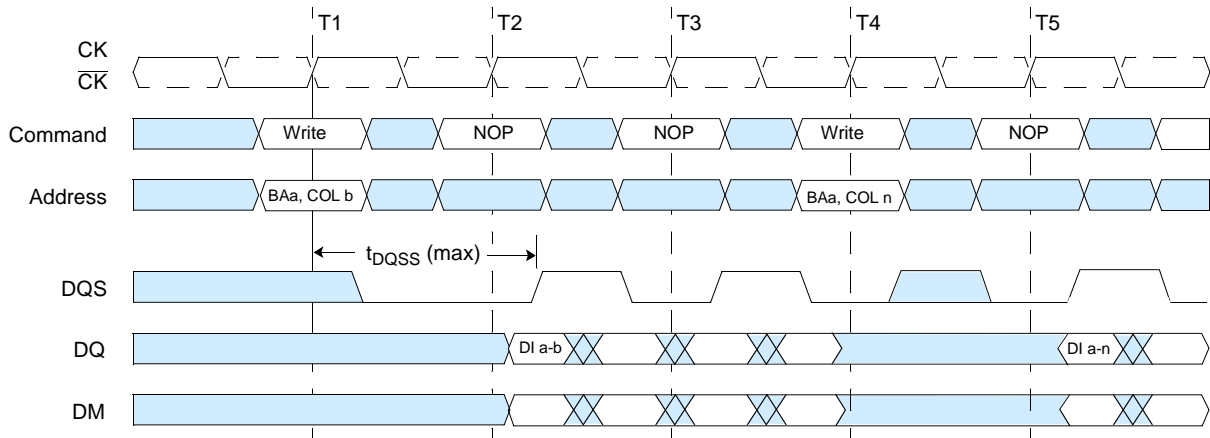 T1 T2 T3 T4 T5
CK
C̅K̅
Command Write NOP NOP Write NOP
Address BAa, COL b BAa, COL n
tDQSS (max)
DQS
DQ DI a-b DI a-n
DM